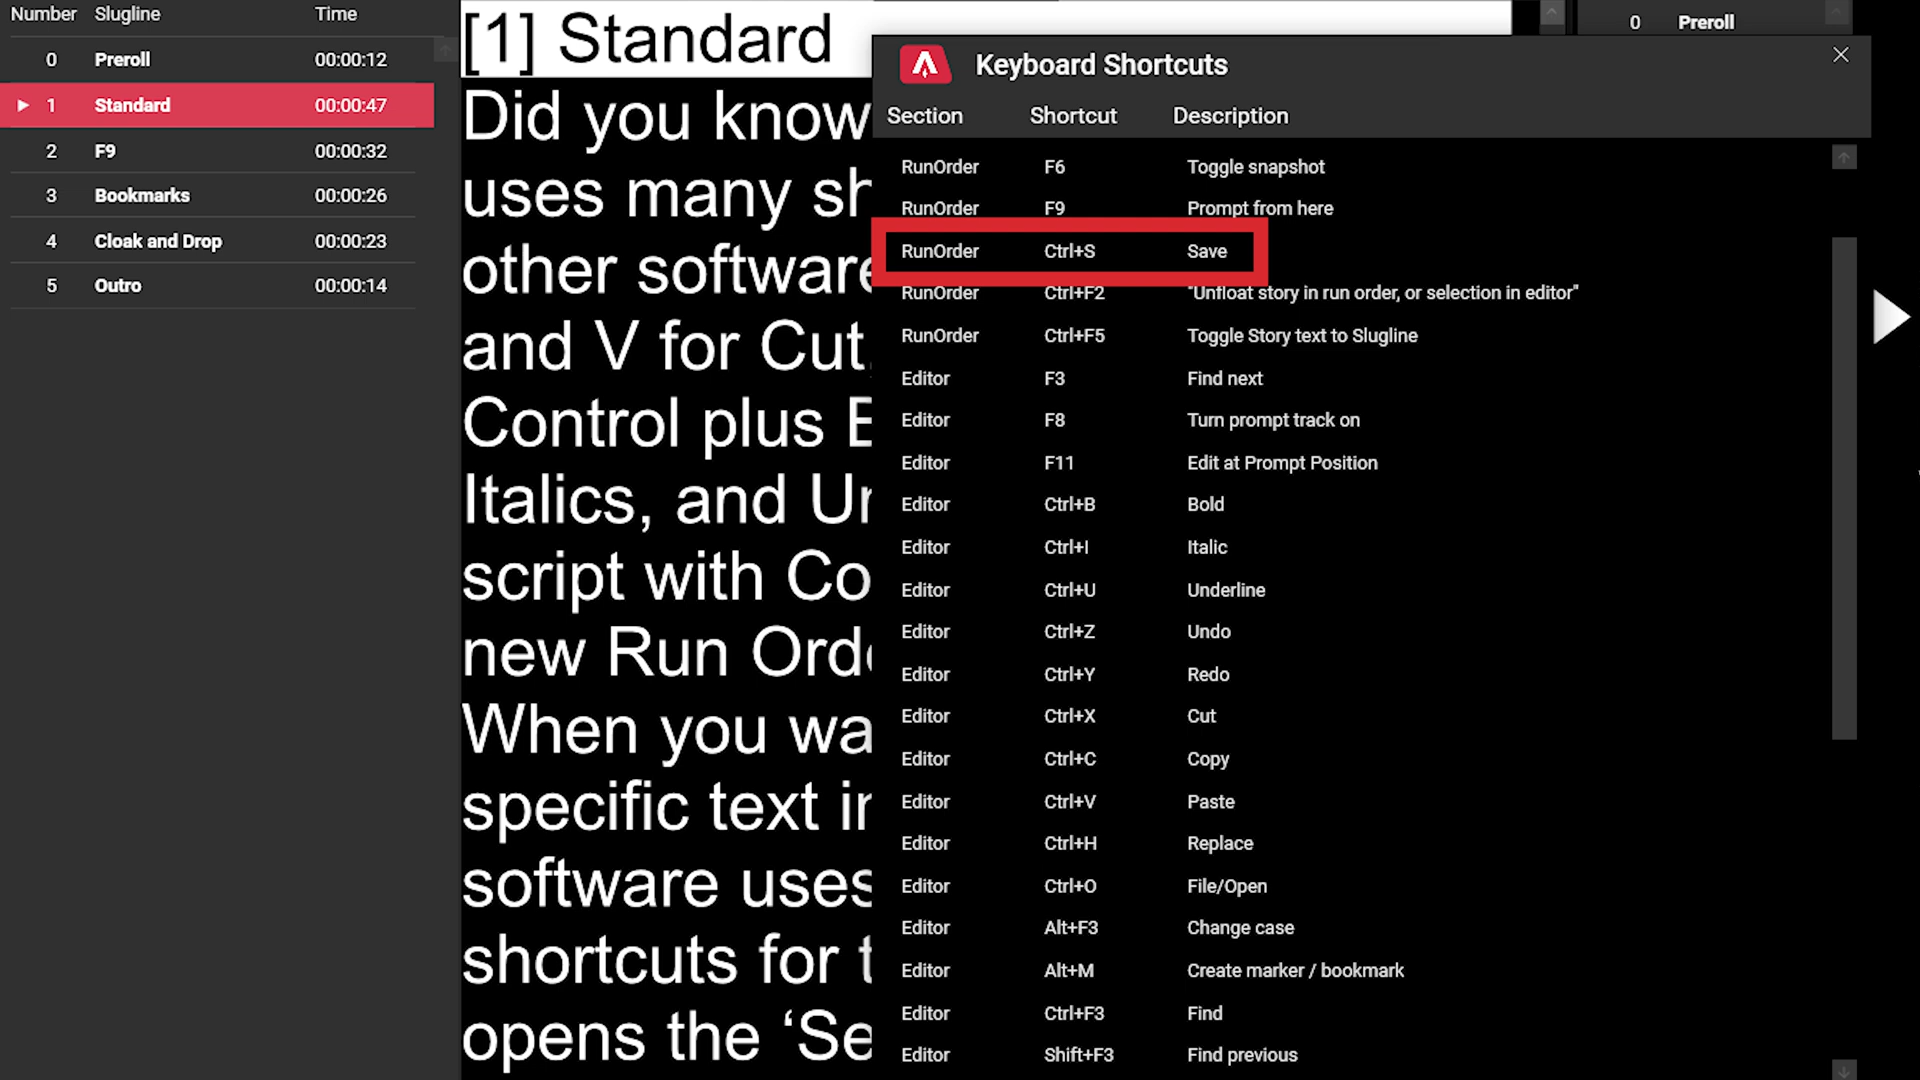 Number Slugline Time
0 Preroll 00:00:12
1 Standard 00:00:47
2 F9 00:00:32
3 Bookmarks 00:00:26
4 Cloak and Drop 00:00:23
5 Outro 00:00:14
[1] Standard
Did you know
uses many sh
other software
and V for Cut,
Control plus B
Italics, and Un
script with Co
new Run Orde
When you wa
specific text in
software uses
shortcuts for t
opens the ‘Se
0 Preroll
Keyboard Shortcuts
Section Shortcut Description
RunOrder F6 Toggle snapshot
RunOrder F9 Prompt from here
RunOrder Ctrl+S Save
RunOrder Ctrl+F2 "Unfloat story in run order, or selection in editor"
RunOrder Ctrl+F5 Toggle Story text to Slugline
Editor F3 Find next
Editor F8 Turn prompt track on
Editor F11 Edit at Prompt Position
Editor Ctrl+B Bold
Editor Ctrl+I Italic
Editor Ctrl+U Underline
Editor Ctrl+Z Undo
Editor Ctrl+Y Redo
Editor Ctrl+X Cut
Editor Ctrl+C Copy
Editor Ctrl+V Paste
Editor Ctrl+H Replace
Editor Ctrl+O File/Open
Editor Alt+F3 Change case
Editor Alt+M Create marker / bookmark
Editor Ctrl+F3 Find
Editor Shift+F3 Find previous